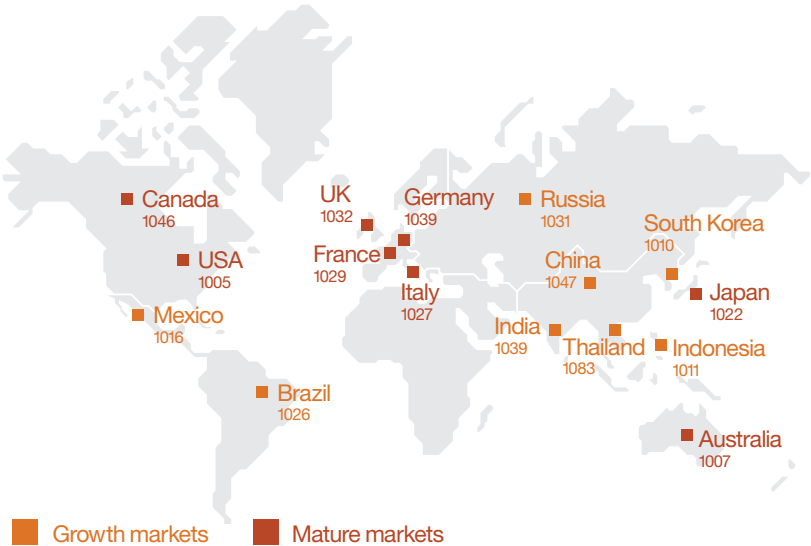 Canada
1046
UK
1032
Germany
1039
Russia
1031
South Korea
1010
USA
1005
France
1029
Italy
1027
China
1047
Japan
1022
Mexico
1016
India
1039
Thailand
1083
Indonesia
1011
Brazil
1026
Australia
1007
Growth markets
Mature markets